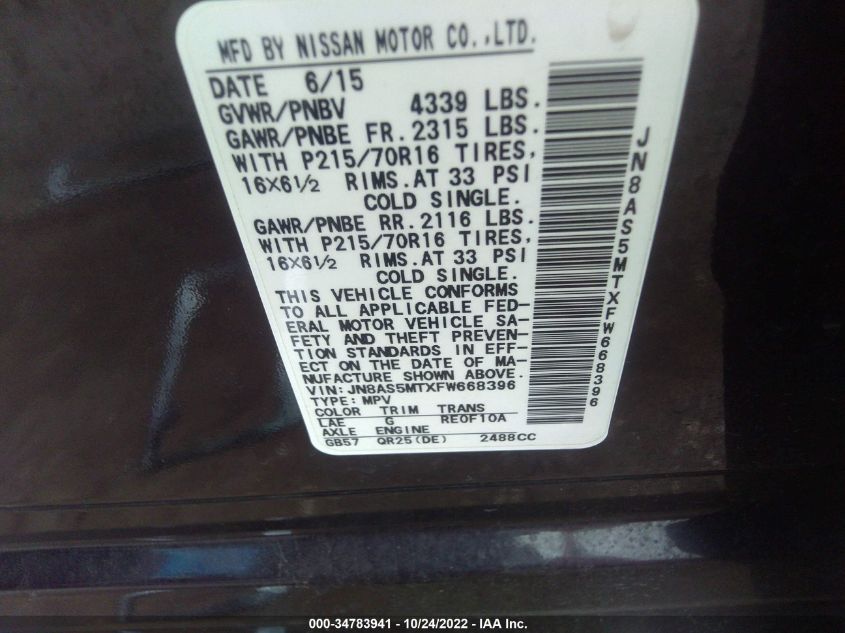 MFD BY NISSAN MOTOR CO.,LTD.
DATE 6/15
GVWR/PNBV 4339 LBS.
GAWR/PNBE FR. 2315 LBS.
WITH P215/70R16 TIRES,
16X6½ RIMS. AT 33 PSI
COLD SINGLE.
GAWR/PNBE RR. 2116 LBS.
WITH P215/70R16 TIRES,
16X6½ RIMS. AT 33 PSI
COLD SINGLE.
THIS VEHICLE CONFORMS
TO ALL APPLICABLE FED-
ERAL MOTOR VEHICLE SA-
FETY AND THEFT PREVEN-
TION STANDARDS IN EFF-
ECT ON THE DATE OF MA-
NUFACTURE SHOWN ABOVE.
VIN: JN8AS5MTXFW668396
TYPE: MPV
COLOR TRIM TRANS
LAE G RE0F10A
AXLE ENGINE
GB57 QR25(DE) 2488CC
JN8AS5MTXFW668396
000-34783941 - 10/24/2022 - IAA Inc.